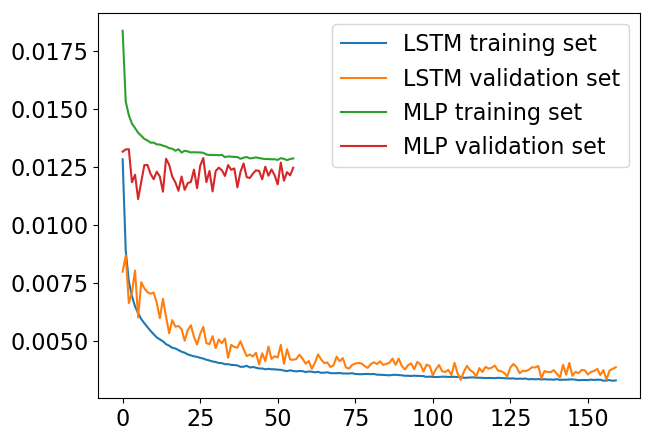 0.0175
0.0150
0.0125
0.0100
0.0075
0.0050
0 25 50 75 100 125 150
LSTM training set
LSTM validation set
MLP training set
MLP validation set